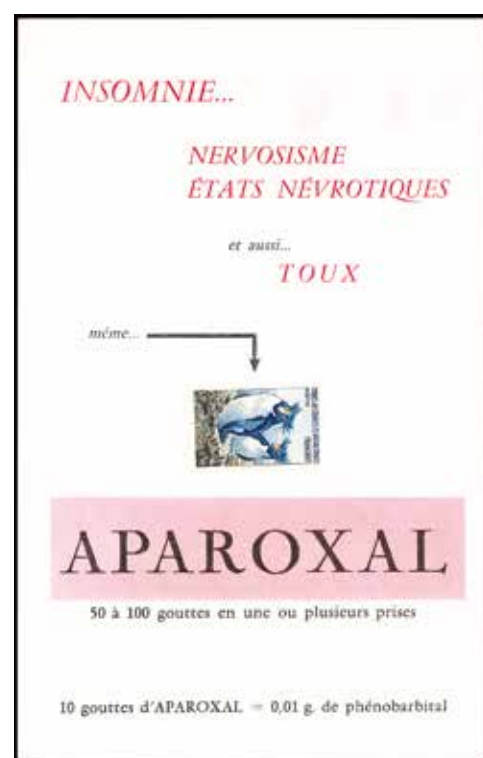 INSOMNIE...
NERVOSISME
ÉTATS NÉVROTIQUES
et aussi...
TOUX
même...
APAROXAL
50 à 100 gouttes en une ou plusieurs prises
10 gouttes d'APAROXAL = 0,01 g. de phénobarbital